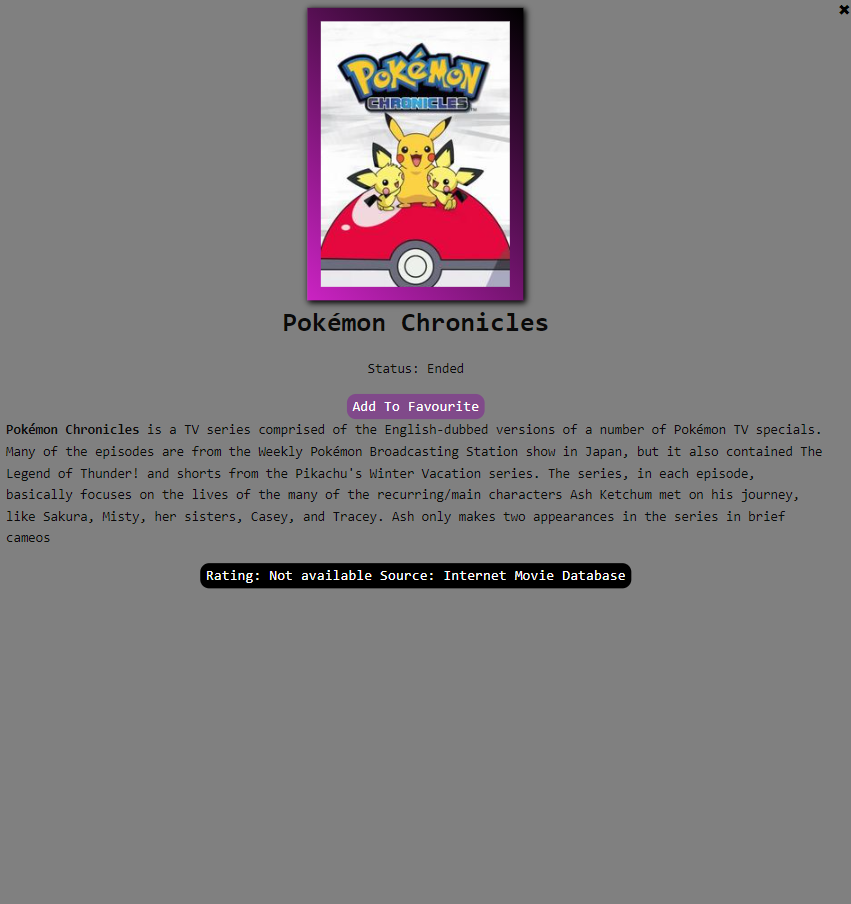 ✖
POKéMON
CHRONICLES™
Pokémon Chronicles
Status: Ended
Add To Favourite
Pokémon Chronicles is a TV series comprised of the English-dubbed versions of a number of Pokémon TV specials.
Many of the episodes are from the Weekly Pokémon Broadcasting Station show in Japan, but it also contained The
Legend of Thunder! and shorts from the Pikachu's Winter Vacation series. The series, in each episode,
basically focuses on the lives of the many of the recurring/main characters Ash Ketchum met on his journey,
like Sakura, Misty, her sisters, Casey, and Tracey. Ash only makes two appearances in the series in brief
cameos
Rating: Not available Source: Internet Movie Database